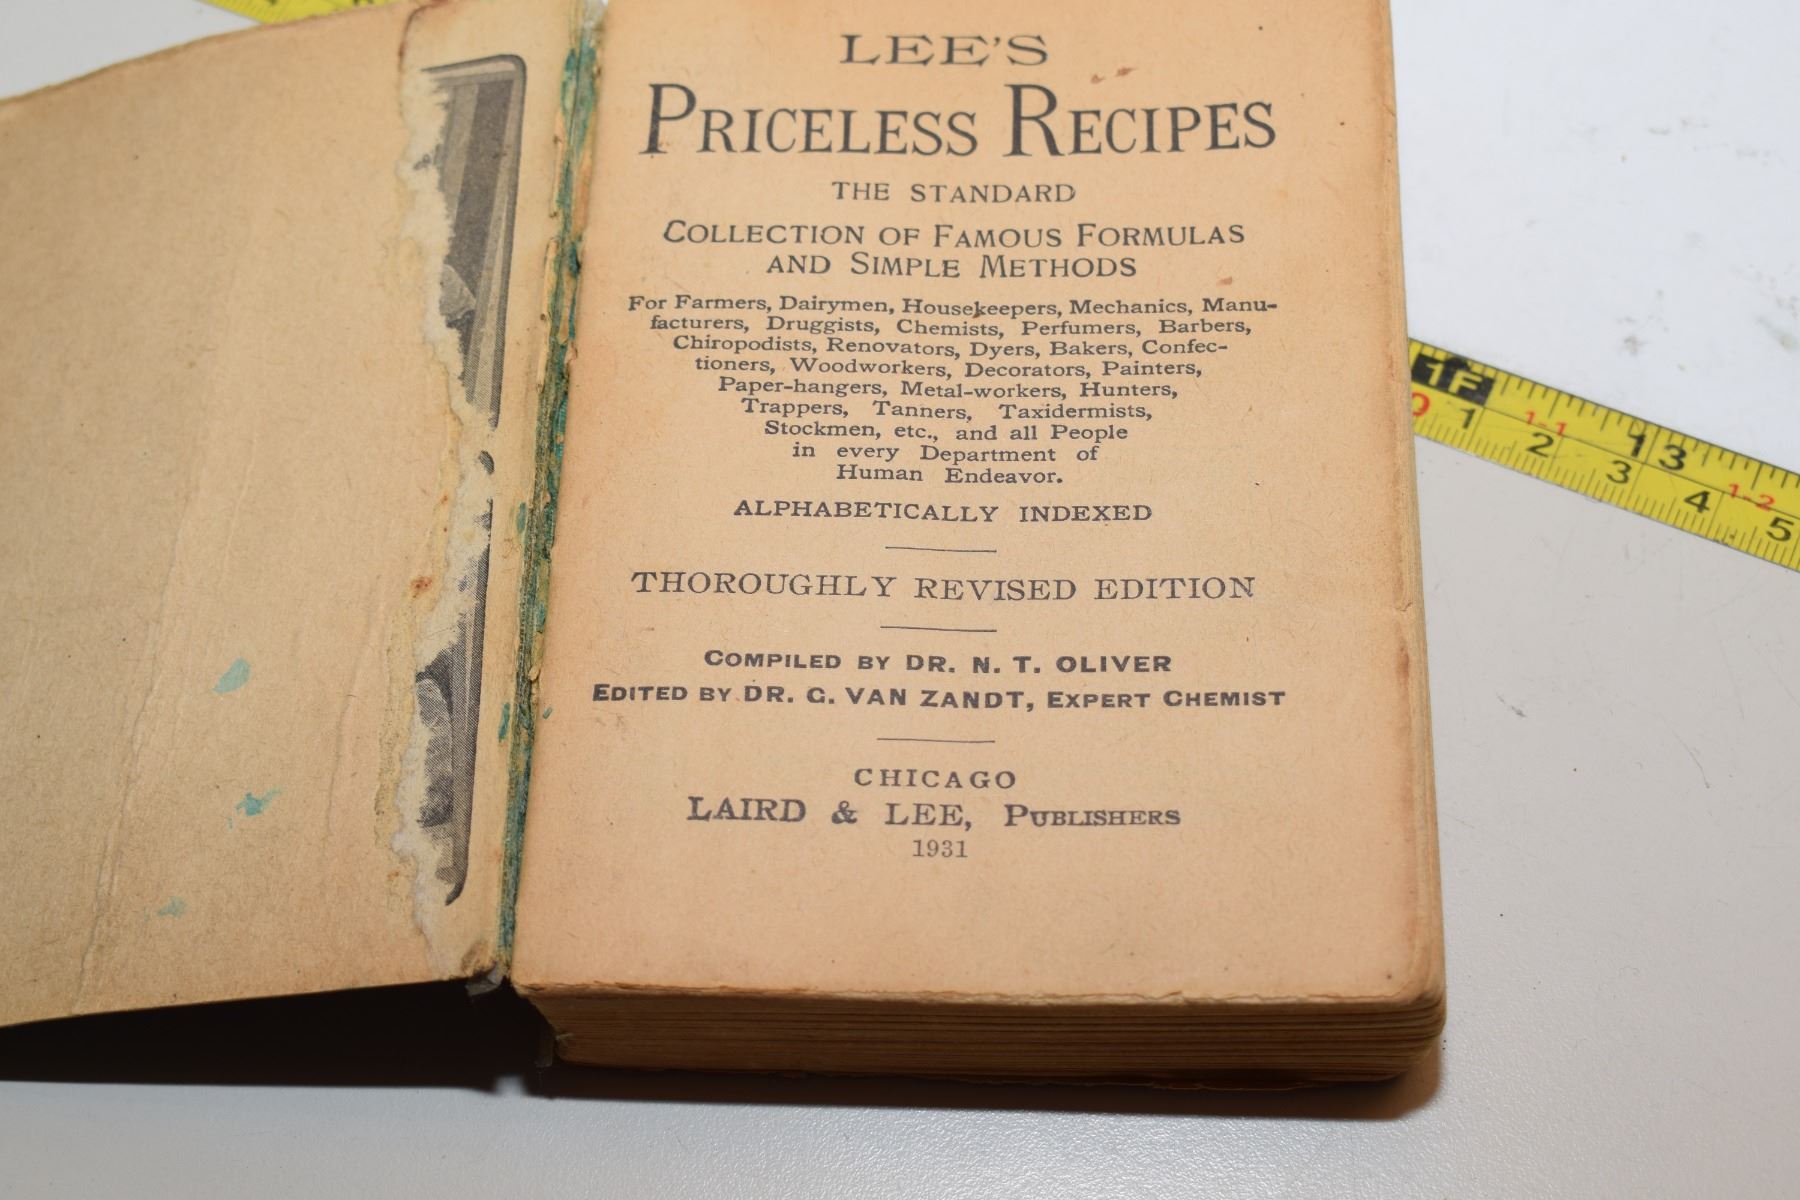 LEE'S
PRICELESS RECIPES
THE STANDARD
COLLECTION OF FAMOUS FORMULAS
AND SIMPLE METHODS
For Farmers, Dairymen, Housekeepers, Mechanics, Manu-
facturers, Druggists, Chemists, Perfumers, Barbers,
Chiropodists, Renovators, Dyers, Bakers, Confec-
tioners, Woodworkers, Decorators, Painters,
Paper-hangers, Metal-workers, Hunters,
Trappers, Tanners, Taxidermists,
Stockmen, etc., and all People
in every Department of
Human Endeavor.
ALPHABETICALLY INDEXED
THOROUGHLY REVISED EDITION
COMPILED BY DR. N. T. OLIVER
EDITED BY DR. G. VAN ZANDT, EXPERT CHEMIST
CHICAGO
LAIRD & LEE, PUBLISHERS
1931
1F 13
1-1 1-2
1 2 3 4 5